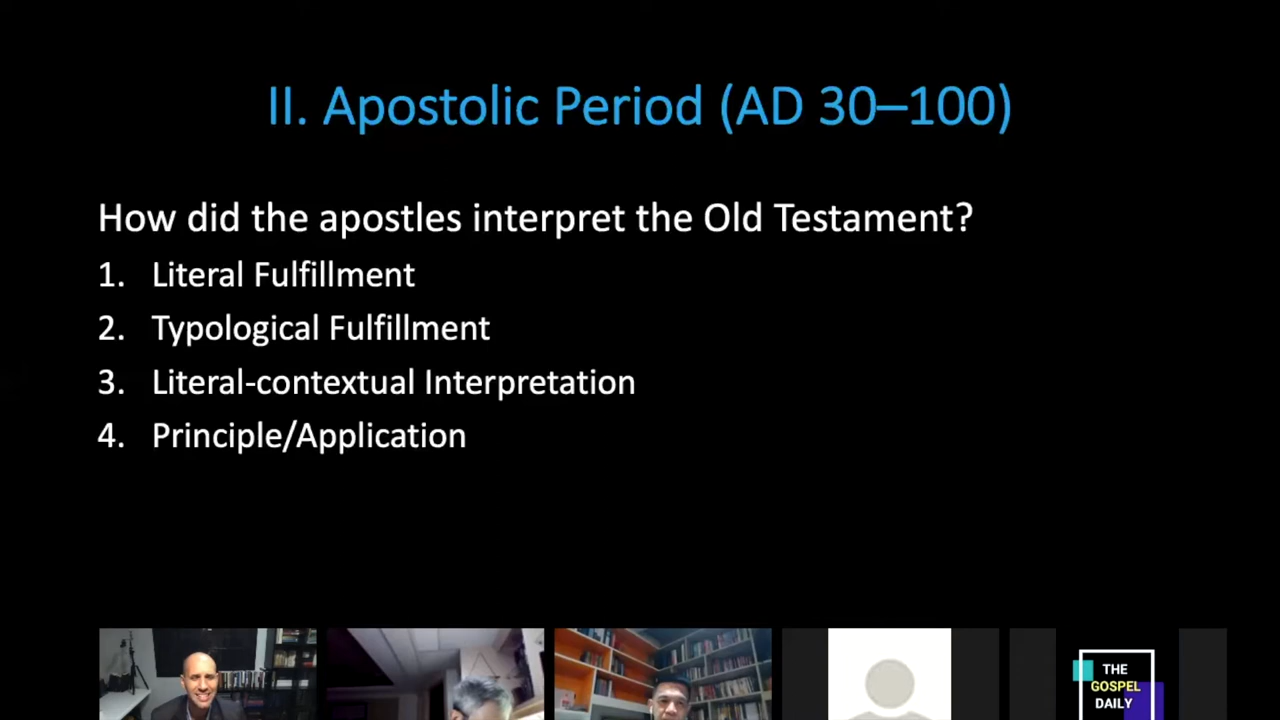 II. Apostolic Period (AD 30–100)
How did the apostles interpret the Old Testament?
1. Literal Fulfillment
2. Typological Fulfillment
3. Literal-contextual Interpretation
4. Principle/Application
THE
GOSPEL
DAILY